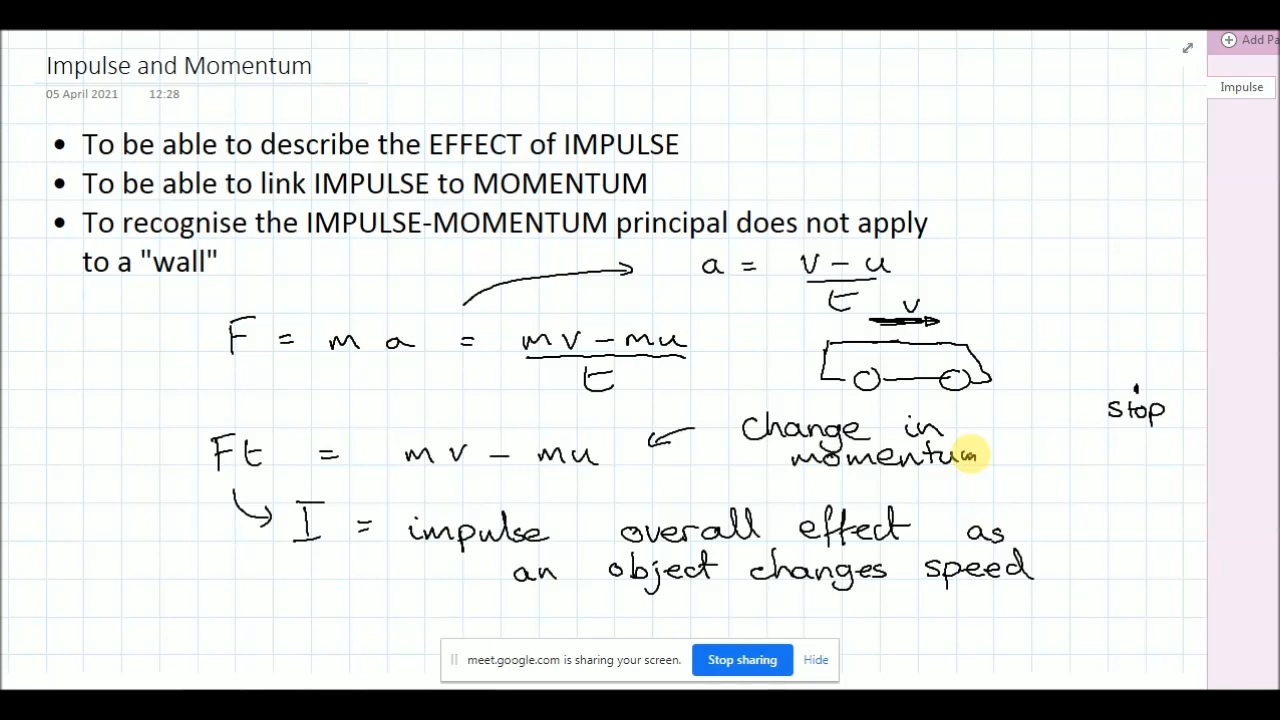 Add Pa
Impulse and Momentum
05 April 2021 12:28
Impulse
• To be able to describe the EFFECT of IMPULSE
• To be able to link IMPULSE to MOMENTUM
• To recognise the IMPULSE-MOMENTUM principal does not apply
to a "wall"
a = v - u
t
v
F = m a = mv - mu
t
stop
Ft = mv - mu
change in
momentum
I = impulse overall effect as
an object changes speed
meet.google.com is sharing your screen. Stop sharing Hide